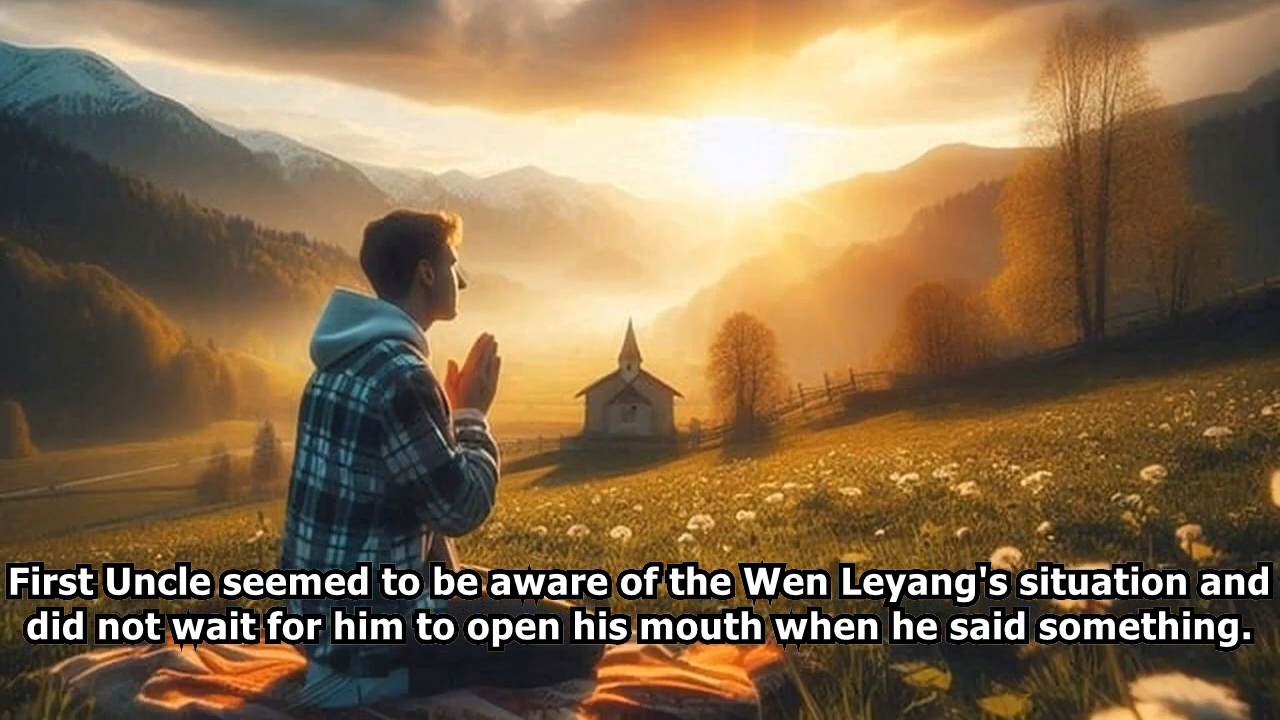 First Uncle seemed to be aware of the Wen Leyang's situation and
did not wait for him to open his mouth when he said something.